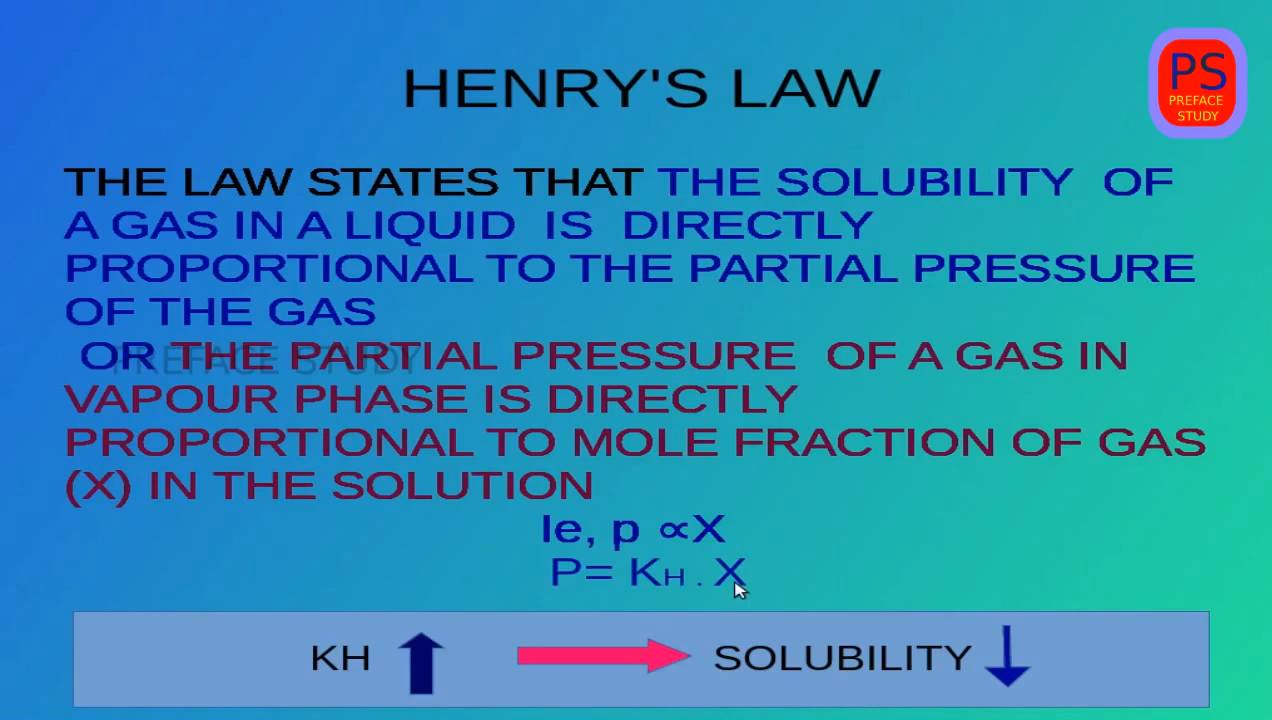 HENRY'S LAW
PS
PREFACE
STUDY
THE LAW STATES THAT THE SOLUBILITY OF
A GAS IN A LIQUID IS DIRECTLY
PROPORTIONAL TO THE PARTIAL PRESSURE
OF THE GAS
OR THE PARTIAL PRESSURE OF A GAS IN
PREFACE STUDY
VAPOUR PHASE IS DIRECTLY
PROPORTIONAL TO MOLE FRACTION OF GAS
(X) IN THE SOLUTION
Ie, p ∝X
P= KH . X
KH SOLUBILITY